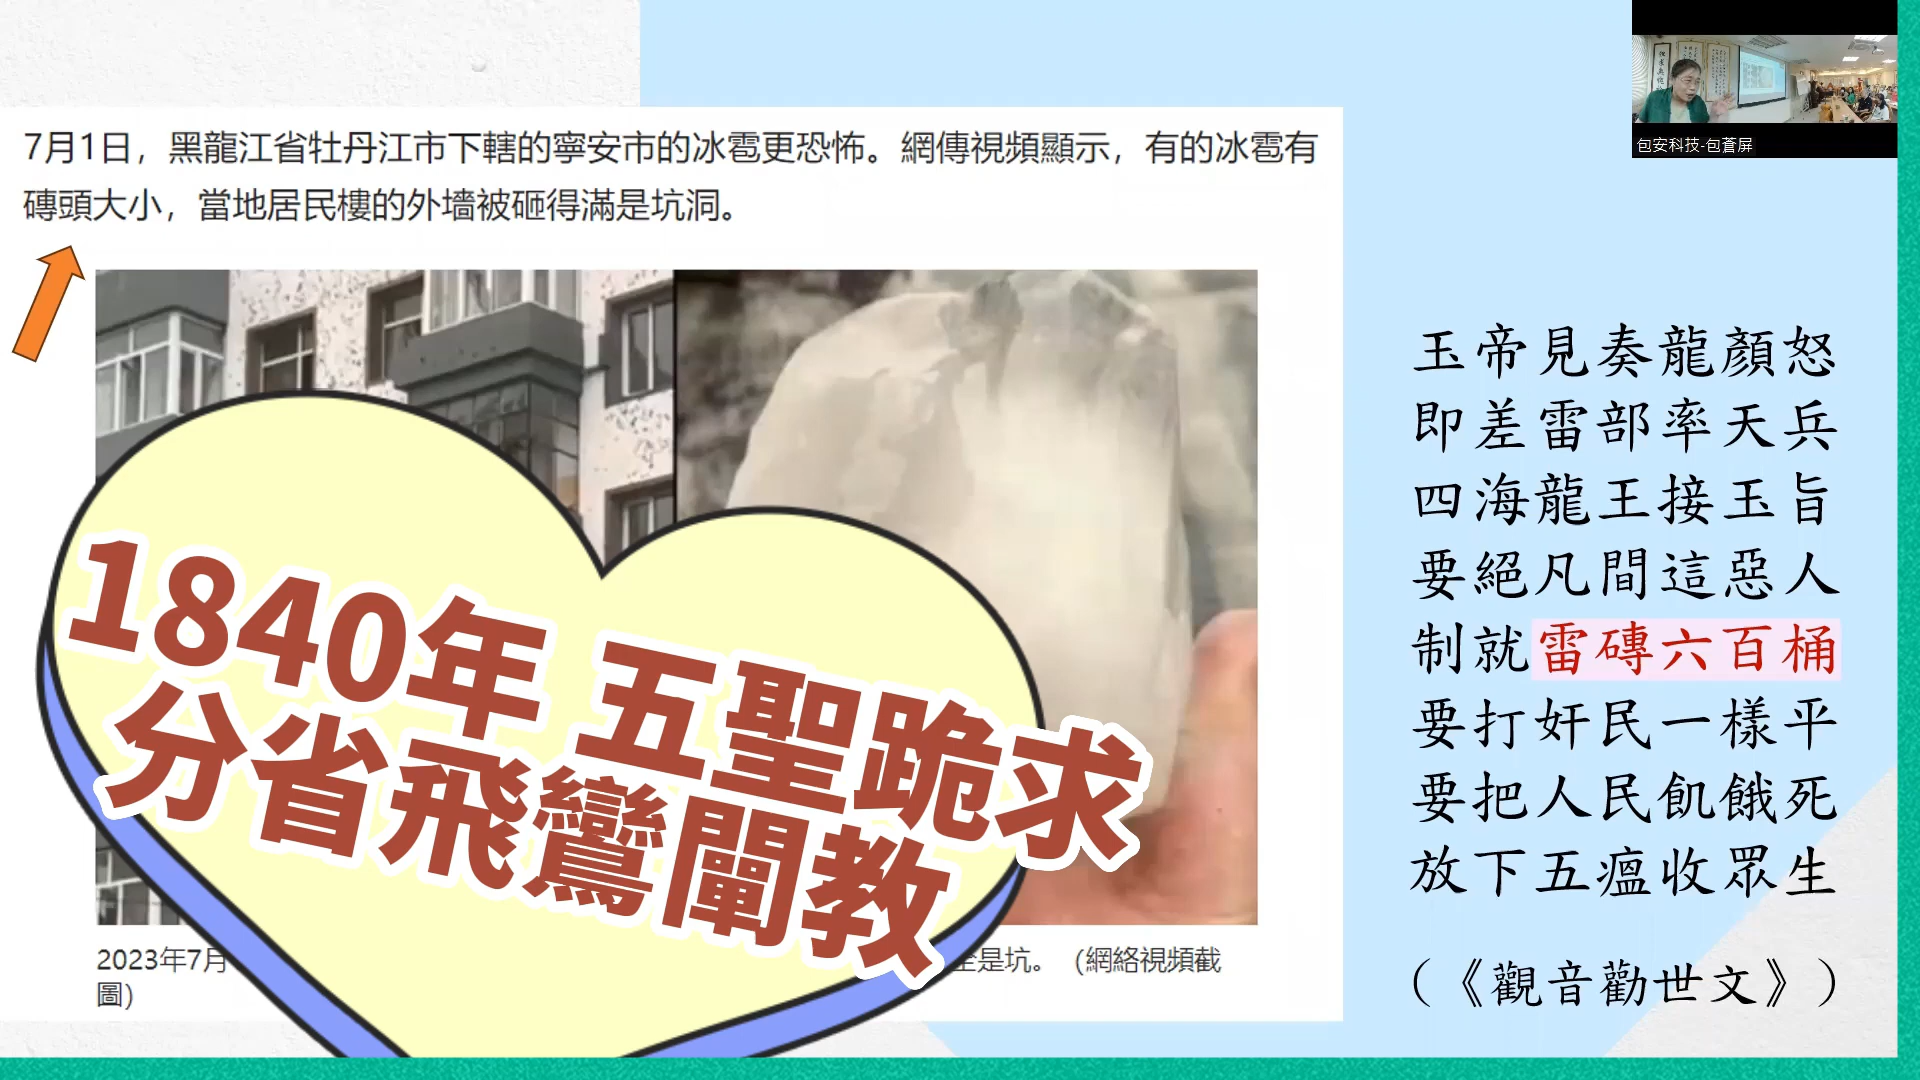 7月1日，黑龍江省牡丹江市下轄的寧安市的冰雹更恐怖。網傳視頻顯示，有的冰雹有
磚頭大小，當地居民樓的外墻被砸得滿是坑洞。
1840年 五聖跪求
分省飛鸞闡教
2023年7月
是坑。（網絡視頻截
圖）
包安科技-包蒼屏
玉帝見奏龍顏怒
即差雷部率天兵
四海龍王接玉旨
要絕凡間這惡人
制就雷磚六百桶
要打奸民一樣平
要把人民飢餓死
放下五瘟收眾生
（《觀音勸世文》）